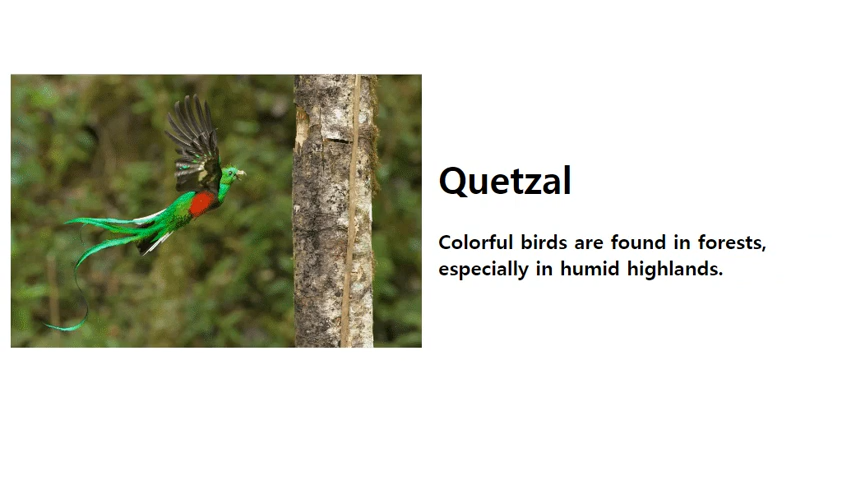 Quetzal
Colorful birds are found in forests,
especially in humid highlands.